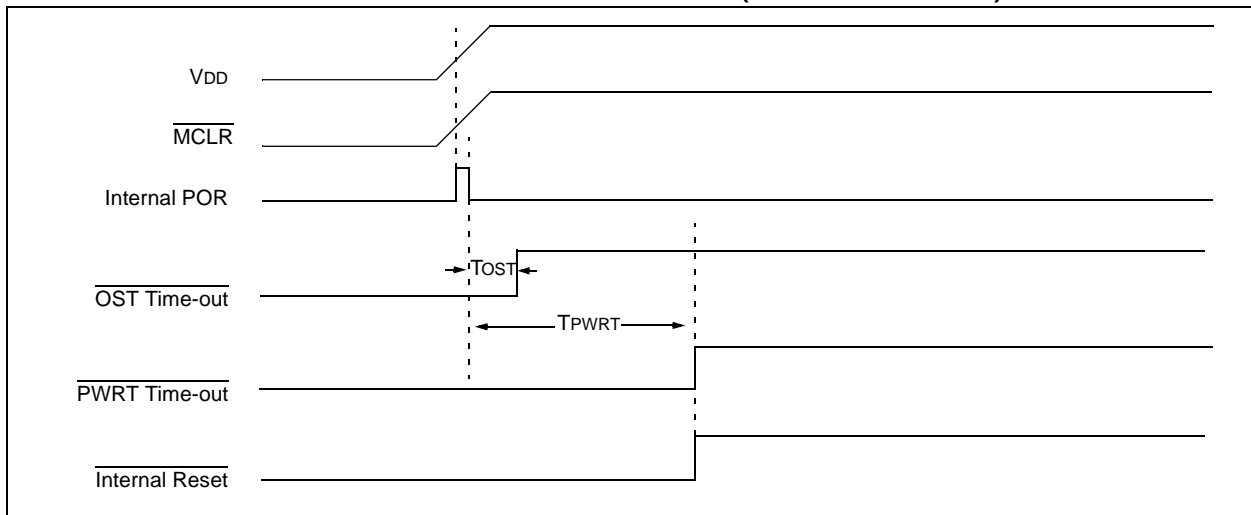 VDD
MCLR
Internal POR
TOST
OST Time-out
TPWRT
PWRT Time-out
Internal Reset